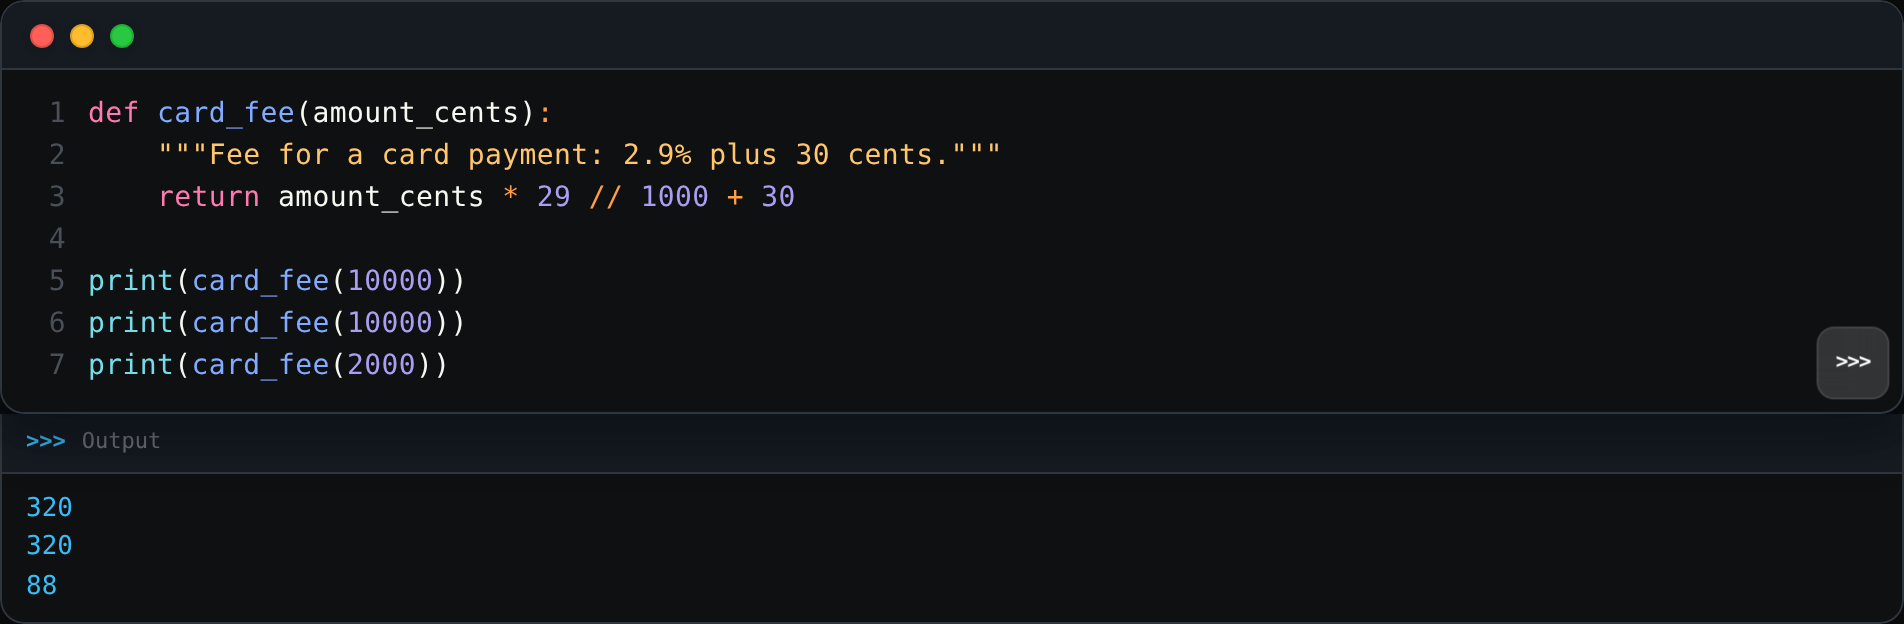 1 def card_fee(amount_cents):
2     """Fee for a card payment: 2.9% plus 30 cents."""
3     return amount_cents * 29 // 1000 + 30
4
5 print(card_fee(10000))
6 print(card_fee(10000))
7 print(card_fee(2000))
>>>
>>> Output
320
320
88